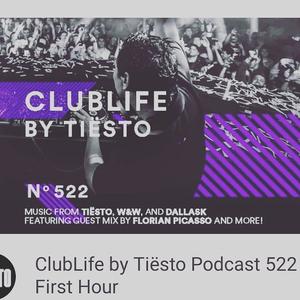 CLUBLIFE
BY TIËSTO
Nº 522
MUSIC FROM TIËSTO, W&W, AND DALLASK
FEATURING GUEST MIX BY FLORIAN PICASSO AND MORE!
ClubLife by Tiësto Podcast 522
First Hour